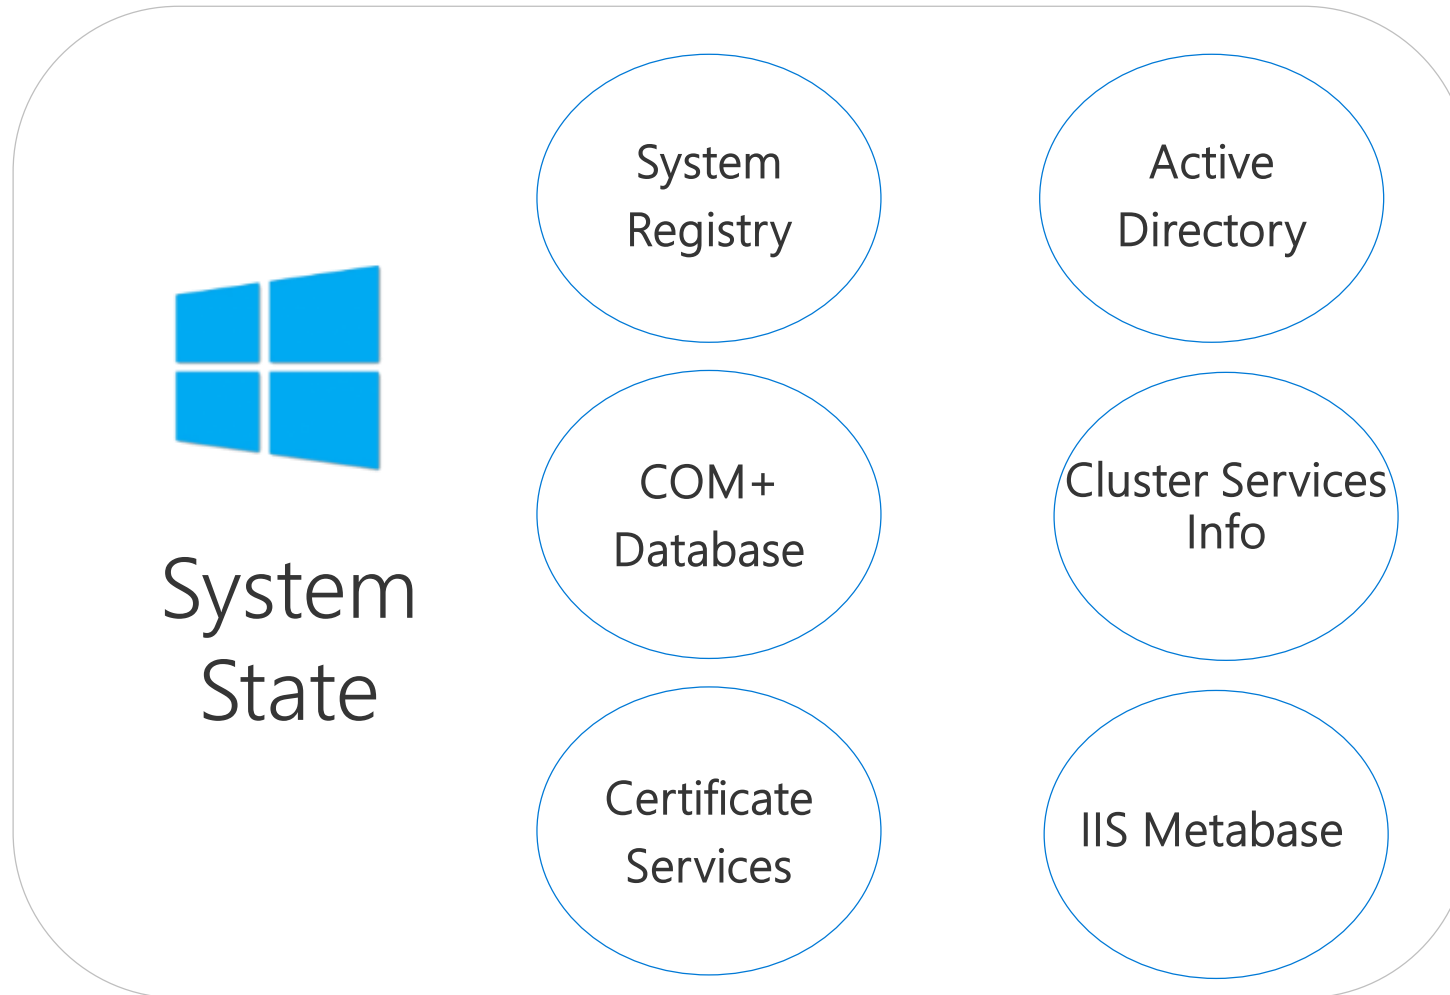 System
State
System
Registry
Active
Directory
COM+
Database
Cluster Services
Info
Certificate
Services
IIS Metabase